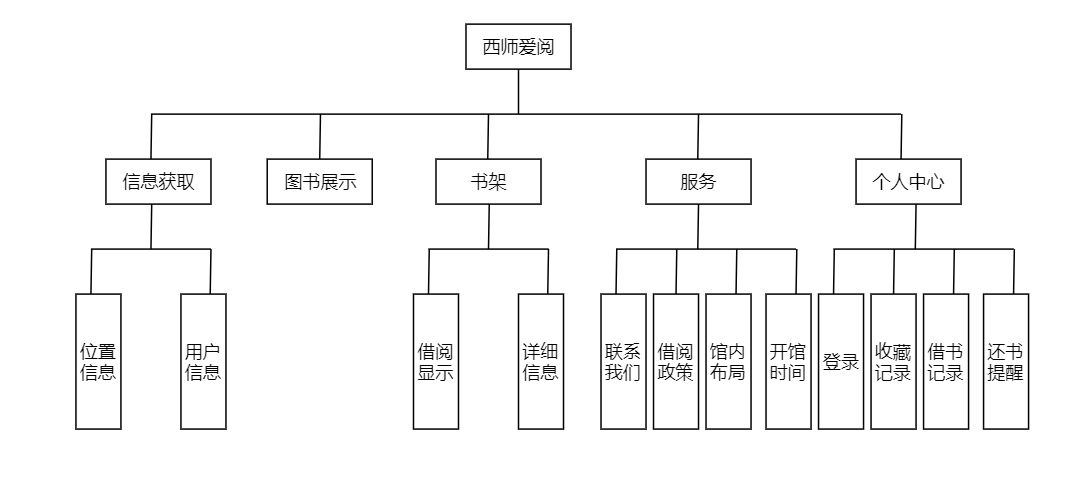 西师爱阅
信息获取
图书展示
书架
服务
个人中心
位置
信息
用户
信息
借阅
显示
详细
信息
联系
我们
借阅
政策
馆内
布局
开馆
时间
登录
收藏
记录
借书
记录
还书
提醒